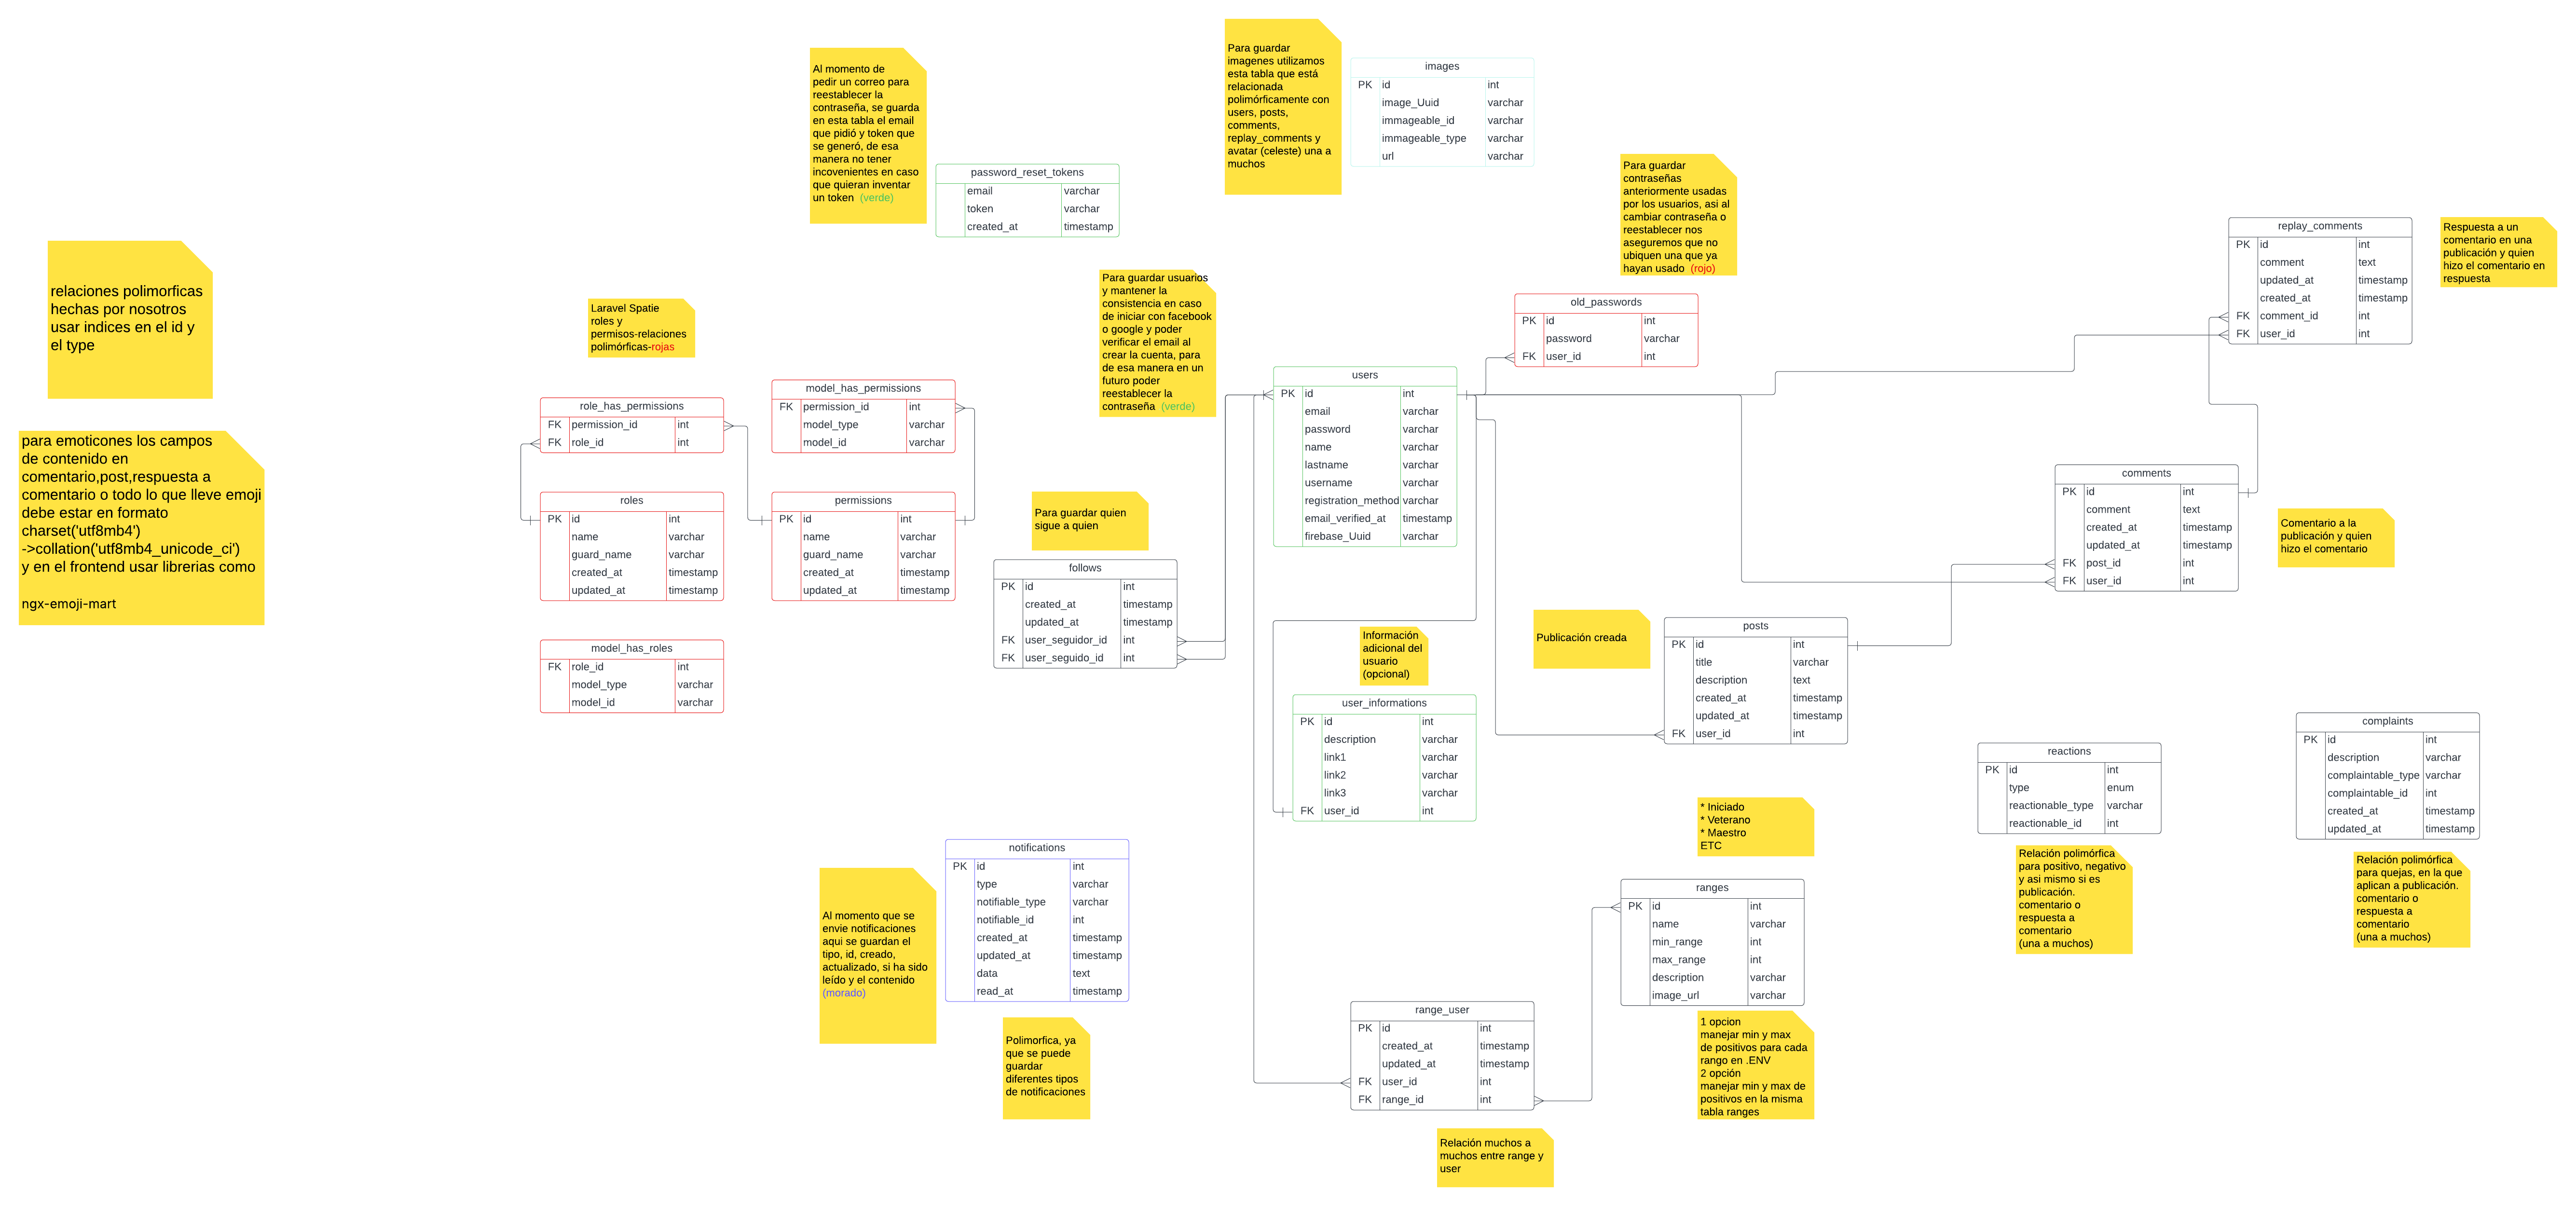 relaciones polimorficas
hechas por nosotros
usar indices en el id y
el type
para emoticones los campos
de contenido en
comentario,post,respuesta a
comentario o todo lo que lleve emoji
debe estar en formato
charset('utf8mb4')
->collation('utf8mb4_unicode_ci')
y en el frontend usar librerias como
ngx-emoji-mart
Laravel Spatie
roles y
permisos-relaciones
polimórficas-rojas
role_has_permissions
FK permission_id int
FK role_id int
roles
PK id int
name varchar
guard_name varchar
created_at timestamp
updated_at timestamp
model_has_roles
FK role_id int
model_type varchar
model_id varchar
model_has_permissions
FK permission_id int
model_type varchar
model_id varchar
permissions
PK id int
name varchar
guard_name varchar
created_at timestamp
updated_at timestamp
Al momento de
pedir un correo para
reestablecer la
contraseña, se guarda
en esta tabla el email
que pidió y token que
se generó, de esa
manera no tener
incovenientes en caso
que quieran inventar
un token (verde)
password_reset_tokens
email varchar
token varchar
created_at timestamp
Para guardar
imagenes utilizamos
esta tabla que está
relacionada
polimórficamente con
users, posts,
comments,
replay_comments y
avatar (celeste) una a
muchos
images
PK id int
image_Uuid varchar
immageable_id varchar
immageable_type varchar
url varchar
Para guardar usuarios
y mantener la
consistencia en caso
de iniciar con facebook
o google y poder
verificar el email al
crear la cuenta, para
de esa manera en un
futuro poder
reestablecer la
contraseña (verde)
users
PK id int
email varchar
password varchar
name varchar
lastname varchar
username varchar
registration_method varchar
email_verified_at timestamp
firebase_Uuid varchar
Para guardar
contraseñas
anteriormente usadas
por los usuarios, asi al
cambiar contraseña o
reestablecer nos
aseguremos que no
ubiquen una que ya
hayan usado (rojo)
old_passwords
PK id int
password varchar
FK user_id int
Para guardar quien
sigue a quien
follows
PK id int
created_at timestamp
updated_at timestamp
FK user_seguidor_id int
FK user_seguido_id int
Información
adicional del
usuario
(opcional)
user_informations
PK id int
description varchar
link1 varchar
link2 varchar
link3 varchar
FK user_id int
Publicación creada
posts
PK id int
title varchar
description text
created_at timestamp
updated_at timestamp
FK user_id int
replay_comments
PK id int
comment text
updated_at timestamp
created_at timestamp
FK comment_id int
FK user_id int
Respuesta a un
comentario en una
publicación y quien
hizo el comentario en
respuesta
comments
PK id int
comment text
created_at timestamp
updated_at timestamp
FK post_id int
FK user_id int
Comentario a la
publicación y quien
hizo el comentario
Al momento que se
envie notificaciones
aqui se guardan el
tipo, id, creado,
actualizado, si ha sido
leído y el contenido
(morado)
notifications
PK id int
type varchar
notifiable_type varchar
notifiable_id int
created_at timestamp
updated_at timestamp
data text
read_at timestamp
Polimorfica, ya
que se puede
guardar
diferentes tipos
de notificaciones
range_user
PK id int
created_at timestamp
updated_at timestamp
FK user_id int
FK range_id int
Relación muchos a
muchos entre range y
user
* Iniciado
* Veterano
* Maestro
ETC
ranges
PK id int
name varchar
min_range int
max_range int
description varchar
image_url varchar
1 opcion
manejar min y max
de positivos para cada
rango en .ENV
2 opción
manejar min y max de
positivos en la misma
tabla ranges
reactions
PK id int
type enum
reactionable_type varchar
reactionable_id int
Relación polimórfica
para positivo, negativo
y asi mismo si es
publicación.
comentario o
respuesta a
comentario
(una a muchos)
complaints
PK id int
description varchar
complaintable_type varchar
complaintable_id int
created_at timestamp
updated_at timestamp
Relación polimórfica
para quejas, en la que
aplican a publicación.
comentario o
respuesta a
comentario
(una a muchos)